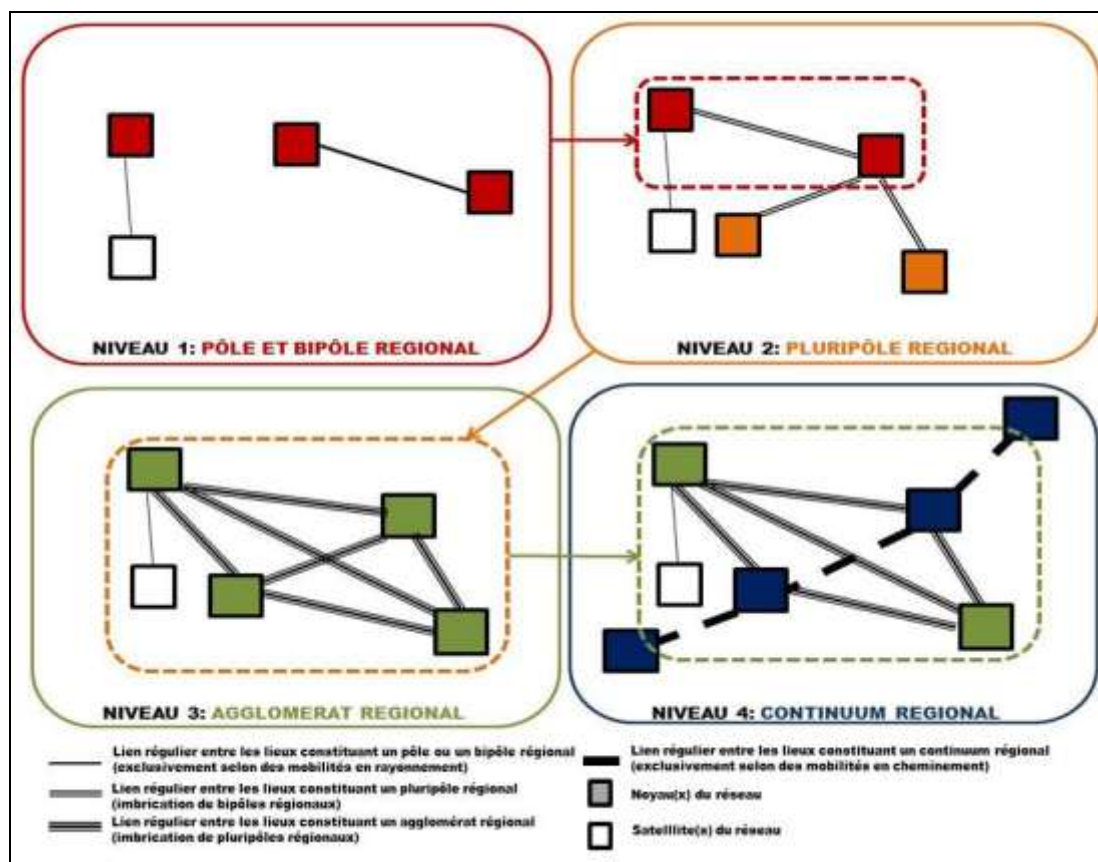 NIVEAU 1: PÔLE ET BIPÔLE REGIONAL
NIVEAU 2: PLURIPÔLE REGIONAL
NIVEAU 3: AGGLOMERAT REGIONAL
NIVEAU 4: CONTINUUM REGIONAL
Lien régulier entre les lieux constituant un pôle ou un bipôle régional
(exclusivement selon des mobilités en rayonnement)
Lien régulier entre les lieux constituant un pluripôle régional
(imbrication de bipôles régionaux)
Lien régulier entre les lieux constituant un agglomérat régional
(imbrication de pluripôles régionaux)
Lien régulier entre les lieux constituant un continuum régional
(exclusivement selon des mobilités en cheminement)
Noyau(x) du réseau
Satelllite(s) du réseau